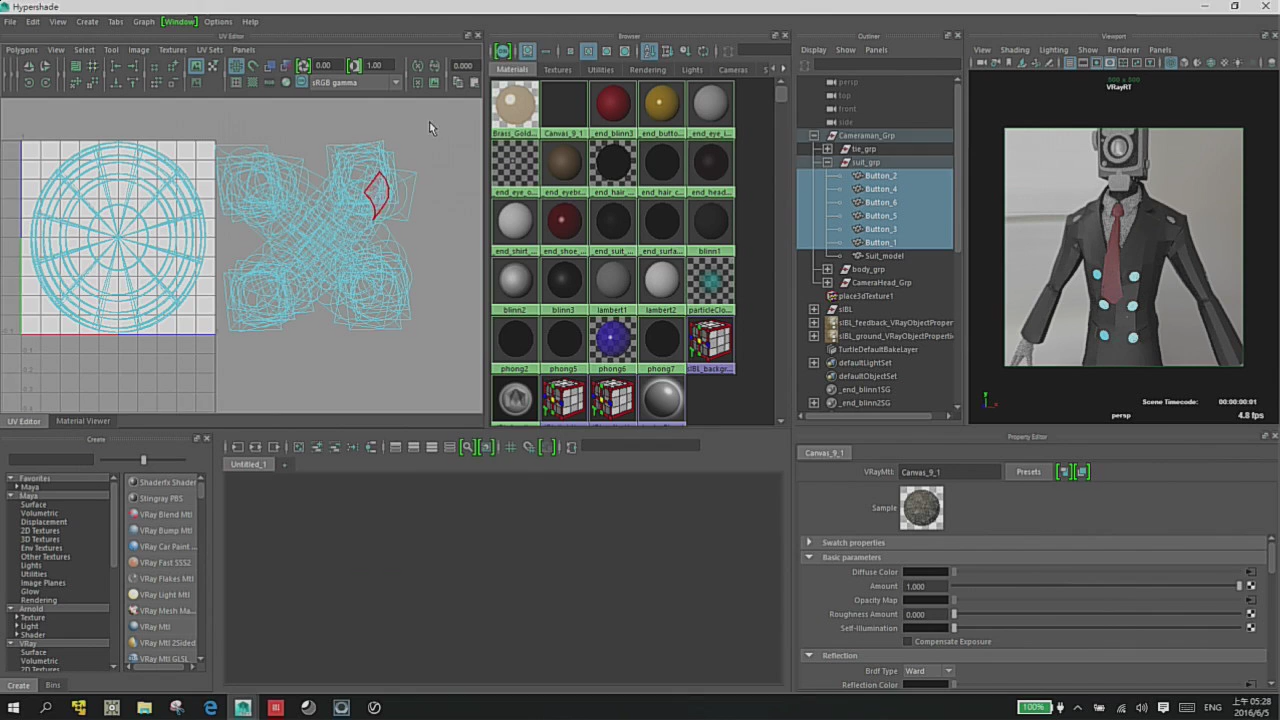 Hypershade
File Edit View Create Tabs Graph [Window] Options Help
UV Editor
Polygons View Select Tool Image Textures UV Sets Panels
0.00 1.00 0.000
sRGB gamma
UV Editor Material Viewer
Browser
Materials Textures Utilities Rendering Lights Cameras S
Brass_Gold... Canvas_9_1 _end_blinn3 _end_butto... _end_eye_l...
_end_eye_o... _end_eyebr... _end_hair_... _end_hair_c... _end_head...
_end_shirt_... _end_shoe_... _end_suit_... _end_surfa... blinn1
blinn2 blinn3 lambert1 lambert2 particleClo...
phong2 phong5 phong6 phong7 sIBL_backgr...
Outliner
Display Show Panels
persp
top
front
side
Cameraman_Grp
tie_grp
suit_grp
Button_2
Button_4
Button_6
Button_5
Button_3
Button_1
Suit_model
body_grp
CameraHead_Grp
place3dTexture1
sIBL
sIBL_feedback_VRayObjectProper
sIBL_ground_VRayObjectProperti
TurtleDefaultBakeLayer
defaultLightSet
defaultObjectSet
_end_blinn1SG
_end_blinn2SG
Viewport
View Shading Lighting Show Renderer Panels
VRayRT
Scene Timecode: 00:00:00:01
persp 4.8 fps
Create
Favorites
Maya
Maya
Surface
Volumetric
Displacement
2D Textures
3D Textures
Env Textures
Other Textures
Lights
Utilities
Image Planes
Glow
Rendering
Arnold
Texture
Light
Shader
VRay
Surface
Volumetric
2D Textures
Shaderfx Shader
Stingray PBS
VRay Blend Mtl
VRay Bump Mtl
VRay Car Paint ...
VRay Fast SSS2
VRay Flakes Mtl
VRay Light Mtl
VRay Mesh Ma...
VRay Mtl
VRay Mtl 2Sided
VRay Mtl GLSL
Create Bins
Untitled_1 +
Property Editor
Canvas_9_1
VRayMtl: Canvas_9_1 Presets
Sample
Swatch properties
Basic parameters
Diffuse Color
Amount 1.000
Opacity Map
Roughness Amount 0.000
Self-Illumination
Compensate Exposure
Reflection
Brdf Type Ward
Reflection Color
100% ENG 上午 05:28
2016/6/5